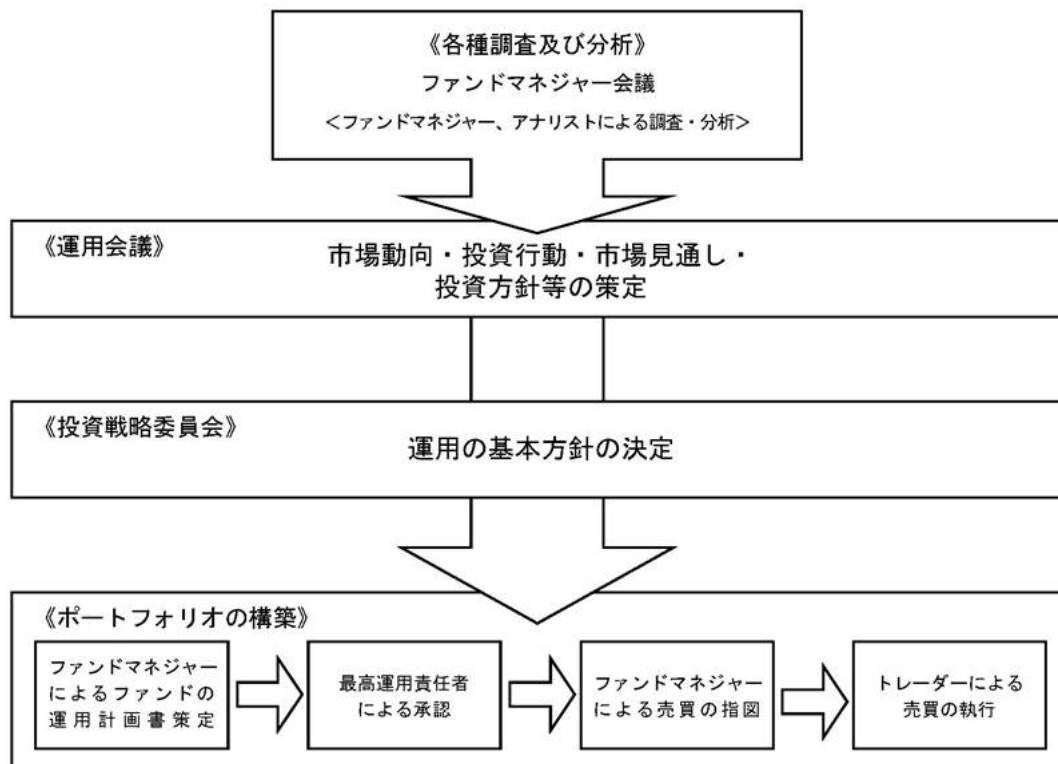 《各種調査及び分析》
ファンドマネジャー会議
＜ファンドマネジャー、アナリストによる調査・分析＞
《運用会議》
市場動向・投資行動・市場見通し・
投資方針等の策定
《投資戦略委員会》
運用の基本方針の決定
《ポートフォリオの構築》
ファンドマネジャー
によるファンドの
運用計画書策定
最高運用責任者
による承認
ファンドマネジャー
による売買の指図
トレーダーによる
売買の執行